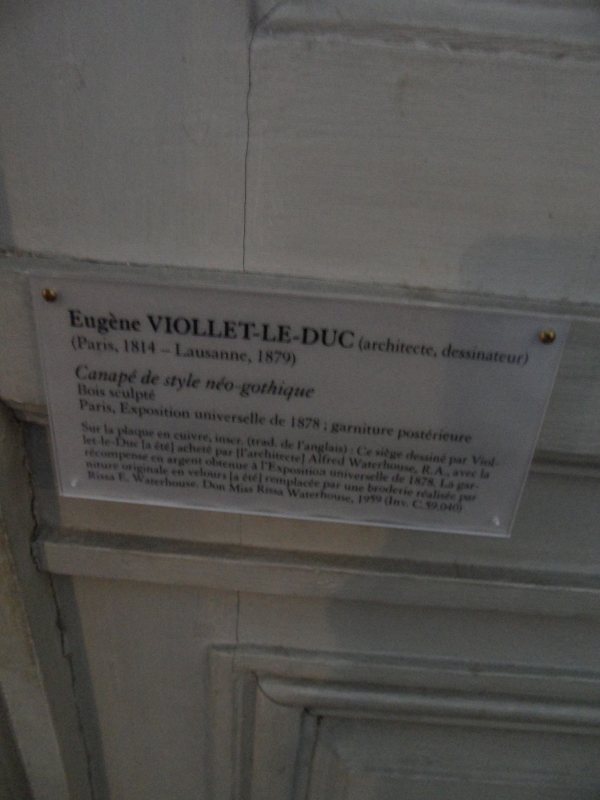 Eugène VIOLLET-LE-DUC (architecte, dessinateur)
(Paris, 1814 – Lausanne, 1879)
Canapé de style néo-gothique
Bois sculpté
Paris, Exposition universelle de 1878 ; garniture postérieure
Sur la plaque en cuivre, inscr. (trad. de l'anglais) : Ce siège dessiné par Viol-
let-le-Duc [a été] acheté par [l'architecte] Alfred Waterhouse, R.A., avec la
récompense en argent obtenue à l'Exposition universelle de 1878. La gar-
niture originale en velours [a été] remplacée par une broderie réalisée par
Rissa E. Waterhouse. Don Miss Rissa Waterhouse, 1959 (Inv. C.59.040)